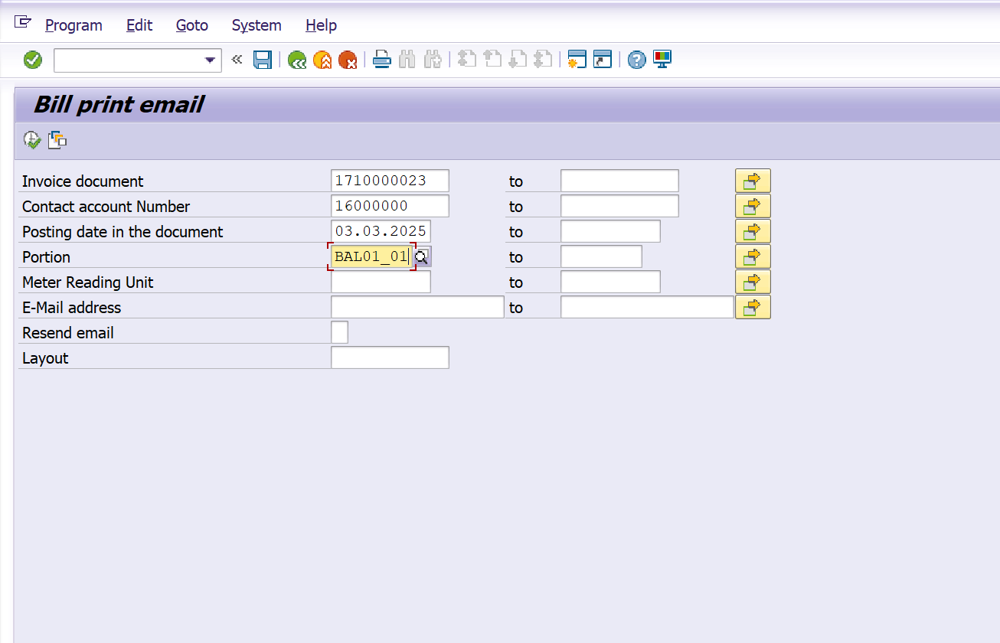 Program Edit Goto System Help
Bill print email
Invoice document 1710000023 to
Contact account Number 16000000 to
Posting date in the document 03.03.2025 to
Portion BAL01_01 to
Meter Reading Unit to
E-Mail address to
Resend email
Layout